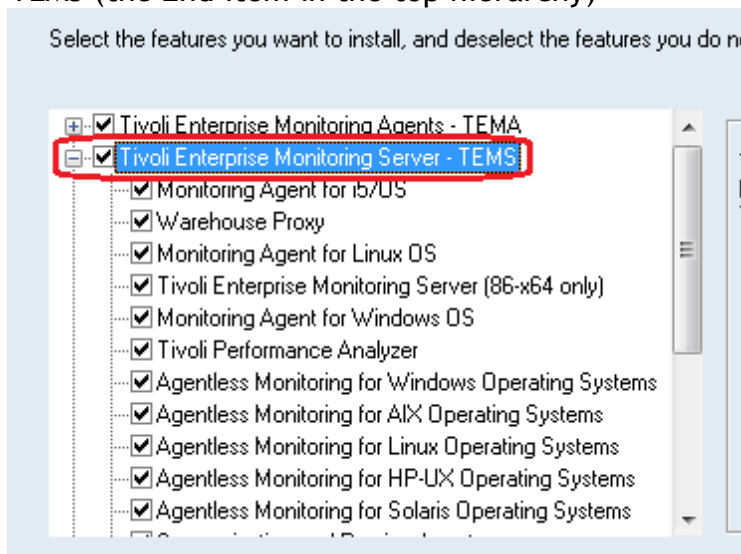 TEMS (the 2nd item in the top hierarchy)
Select the features you want to install, and deselect the features you do
Tivoli Enterprise Monitoring Agents - TEMA
Tivoli Enterprise Monitoring Server - TEMS
Monitoring Agent for i5/OS
Warehouse Proxy
Monitoring Agent for Linux OS
Tivoli Enterprise Monitoring Server (86-x64 only)
Monitoring Agent for Windows OS
Tivoli Performance Analyzer
Agentless Monitoring for Windows Operating Systems
Agentless Monitoring for AIX Operating Systems
Agentless Monitoring for Linux Operating Systems
Agentless Monitoring for HP-UX Operating Systems
Agentless Monitoring for Solaris Operating Systems